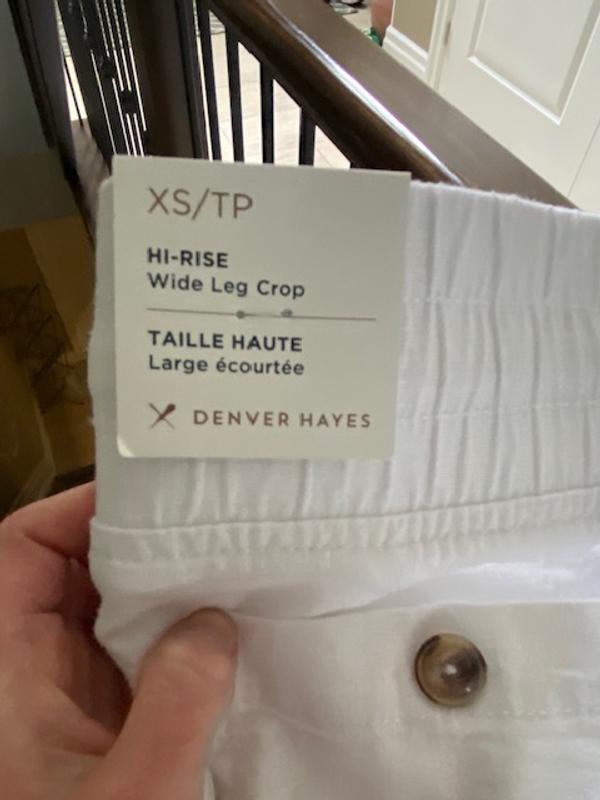 XS/TP
HI-RISE
Wide Leg Crop
TAILLE HAUTE
Large écourtée
DENVER HAYES